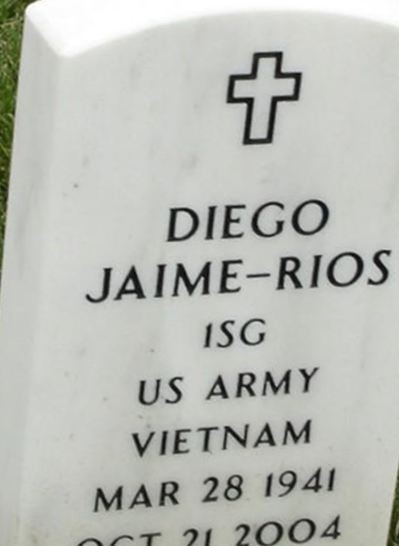 DIEGO
JAIME-RIOS
1SG
US ARMY
VIETNAM
MAR 28 1941
OCT 21 2004